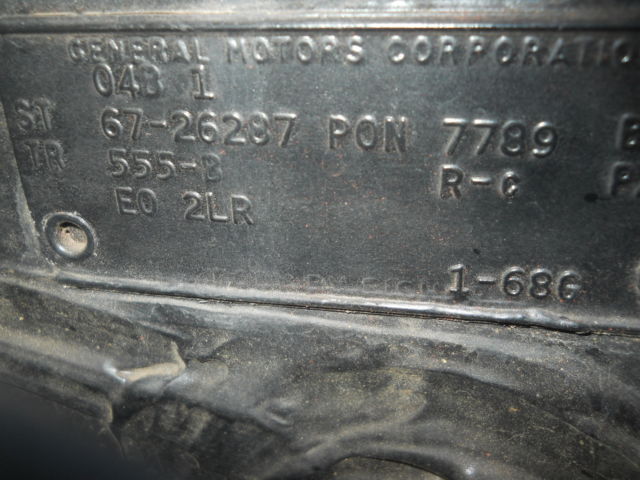 GENERAL MOTORS CORPORATIO
04B 1
ST 67-26287 PON 7789 B
TR 555-B R-C
E0 2LR
1-68G